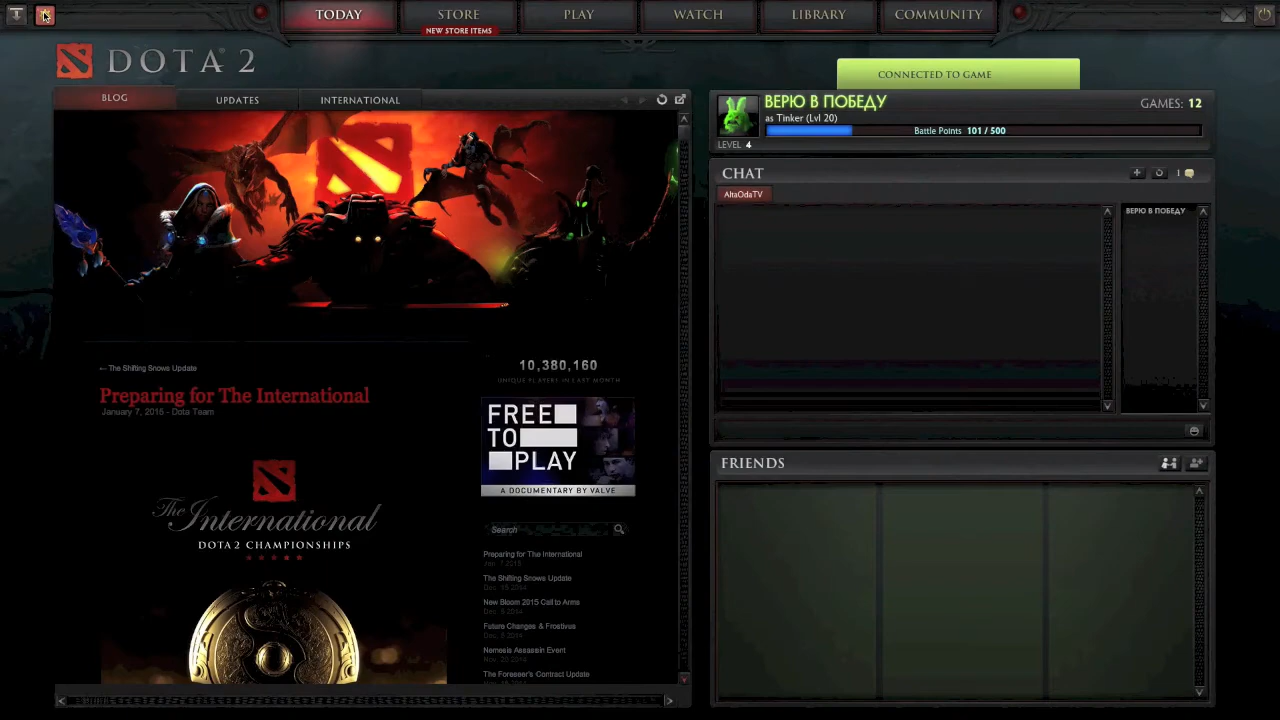 TODAY
STORE
NEW STORE ITEMS
PLAY
WATCH
LIBRARY
COMMUNITY
DOTA 2
BLOG
UPDATES
INTERNATIONAL
← The Shifting Snows Update
Preparing for The International
January 7, 2015 - Dota Team
The International
DOTA 2 CHAMPIONSHIPS
10,380,160
UNIQUE PLAYERS IN LAST MONTH
FREE
TO
PLAY
A DOCUMENTARY BY VALVE
Search
Preparing for The International
The Shifting Snows Update
New Bloom 2015 Call to Arms
Future Changes & Frostivus
Nemesis Assassin Event
The Foreseer's Contract Update
CONNECTED TO GAME
ВЕРЮ В ПОБЕДУ
GAMES: 12
as Tinker (Lvl 20)
Battle Points 101 / 500
LEVEL 4
CHAT
1
AltaOdaTV
ВЕРЮ В ПОБЕДУ
FRIENDS